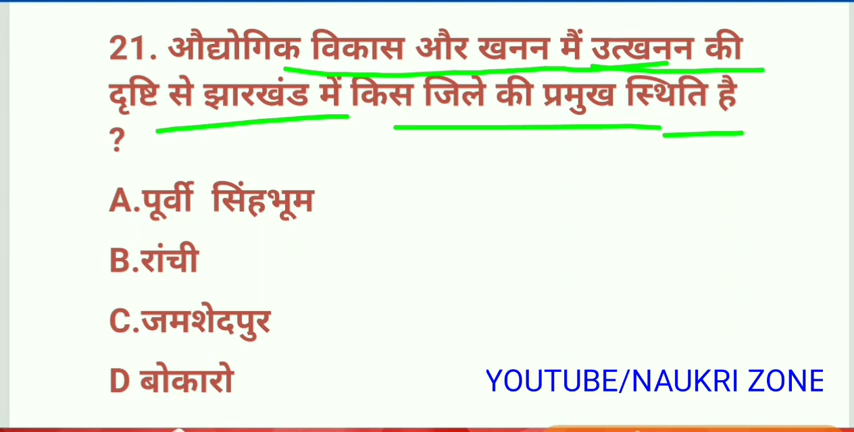 21. औद्योगिक विकास और खनन मैं उत्खनन की
दृष्टि से झारखंड में किस जिले की प्रमुख स्थिति है
?
A.पूर्वी सिंहभूम
B.रांची
C.जमशेदपुर
D बोकारो
YOUTUBE/NAUKRI ZONE